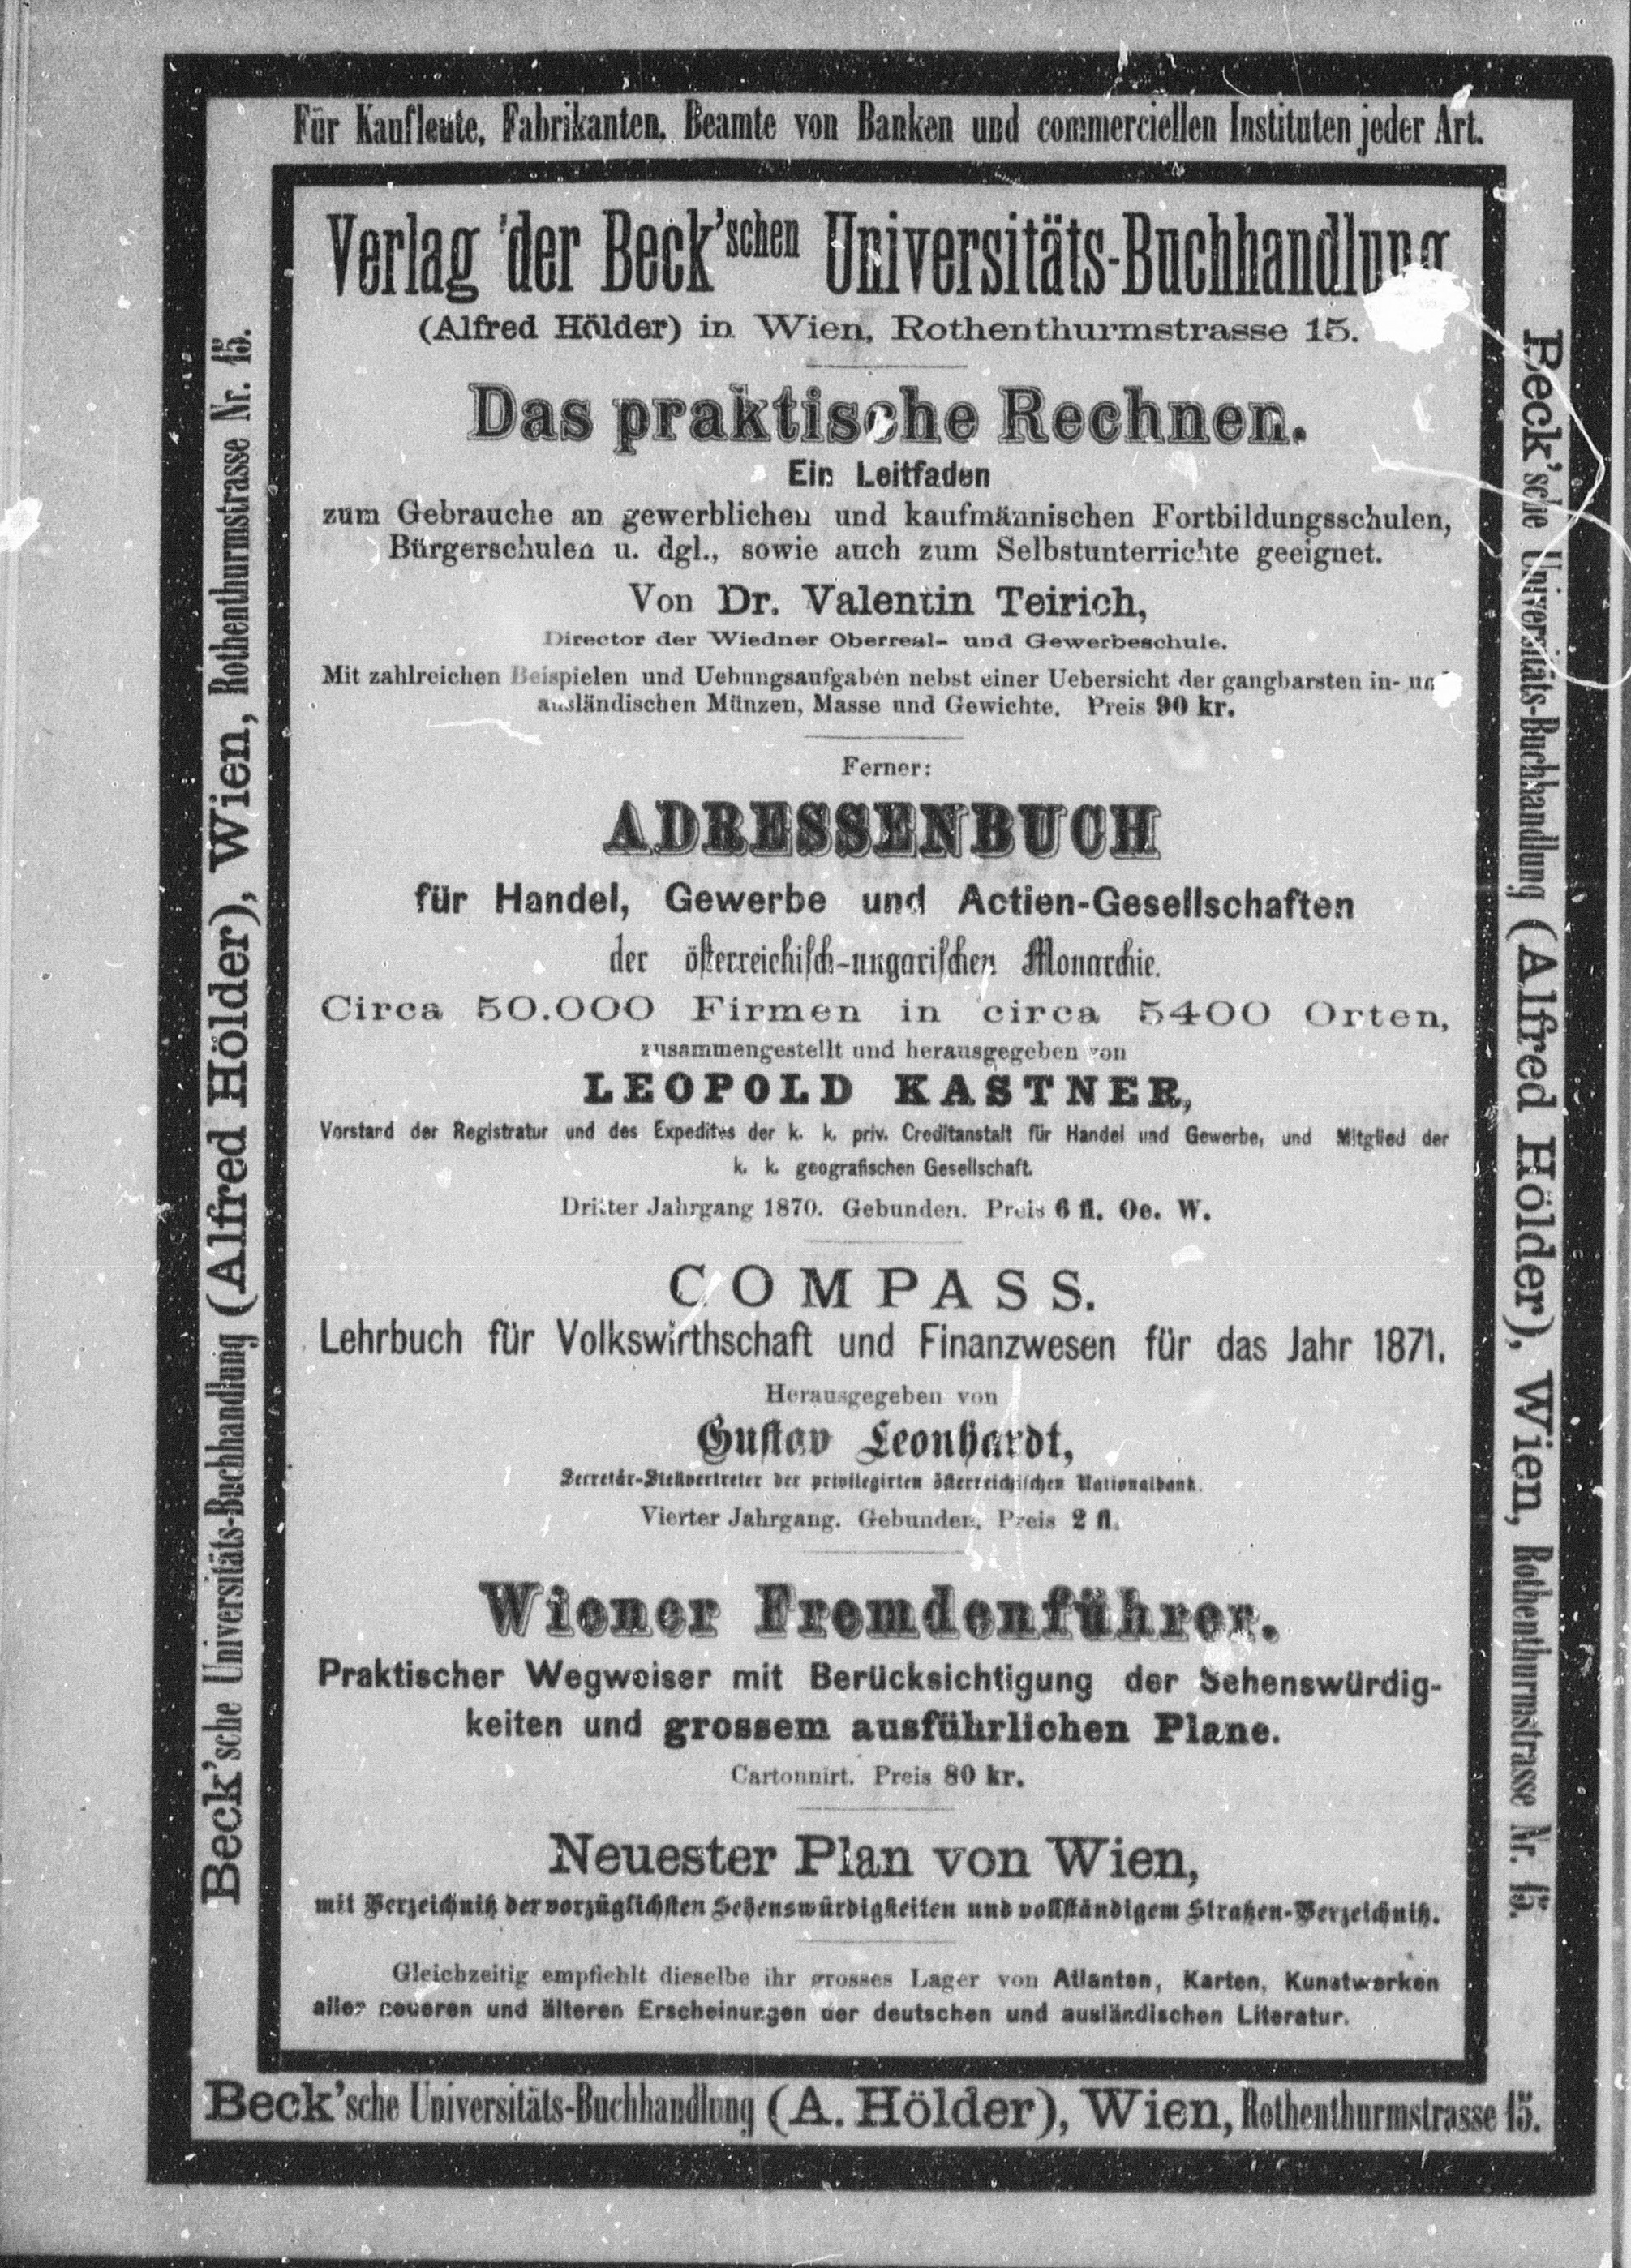 Für Kaufleute, Fabrikanten, Beamte von Banken und commerciellen Instituten jeder Art.
Verlag der Beck'schen Universitäts-Buchhandlung
(Alfred Hölder) in Wien, Rothenthurmstrasse 15.
Das praktische Rechnen.
Ein Leitfaden
zum Gebrauche an gewerblichen und kaufmännischen Fortbildungsschulen,
Bürgerschulen u. dgl., sowie auch zum Selbstunterrichte geeignet.
Von Dr. Valentin Teirich,
Director der Wiedner Oberreal- und Gewerbeschule.
Mit zahlreichen Beispielen und Uebungsaufgaben nebst einer Uebersicht der gangbarsten in- und
ausländischen Münzen, Masse und Gewichte. Preis 90 kr.
Ferner:
ADRESSENBUCH
für Handel, Gewerbe und Actien-Gesellschaften
der österreichisch-ungarischen Monarchie.
Circa 50.000 Firmen in circa 5400 Orten,
zusammengestellt und herausgegeben von
LEOPOLD KASTNER,
Vorstand der Registratur und des Expedites der k. k. priv. Creditanstalt für Handel und Gewerbe, und Mitglied der
k. k. geografischen Gesellschaft.
Dritter Jahrgang 1870. Gebunden. Preis 6 fl. Oe. W.
COMPASS.
Lehrbuch für Volkswirthschaft und Finanzwesen für das Jahr 1871.
Herausgegeben von
Gustav Leonhardt,
Secretär-Stellvertreter der privilegirten österreichischen Nationalbank.
Vierter Jahrgang. Gebunden. Preis 2 fl.
Wiener Fremdenführer.
Praktischer Wegweiser mit Berücksichtigung der Sehenswürdig-
keiten und grossem ausführlichen Plane.
Cartonnirt. Preis 80 kr.
Neuester Plan von Wien,
mit Verzeichniß der vorzüglichsten Sehenswürdigkeiten und vollständigem Straßen-Verzeichniß.
Gleichzeitig empfiehlt dieselbe ihr grosses Lager von Atlanten, Karten, Kunstwerken
aller neueren und älteren Erscheinungen der deutschen und ausländischen Literatur.
Beck'sche Universitäts-Buchhandlung (Alfred Hölder), Wien, Rothenthurmstrasse Nr. 15.
Beck'sche Universitäts-Buchhandlung (Alfred Hölder), Wien, Rothenthurmstrasse Nr. 15.
Beck'sche Universitäts-Buchhandlung (A. Hölder), Wien, Rothenthurmstrasse 15.